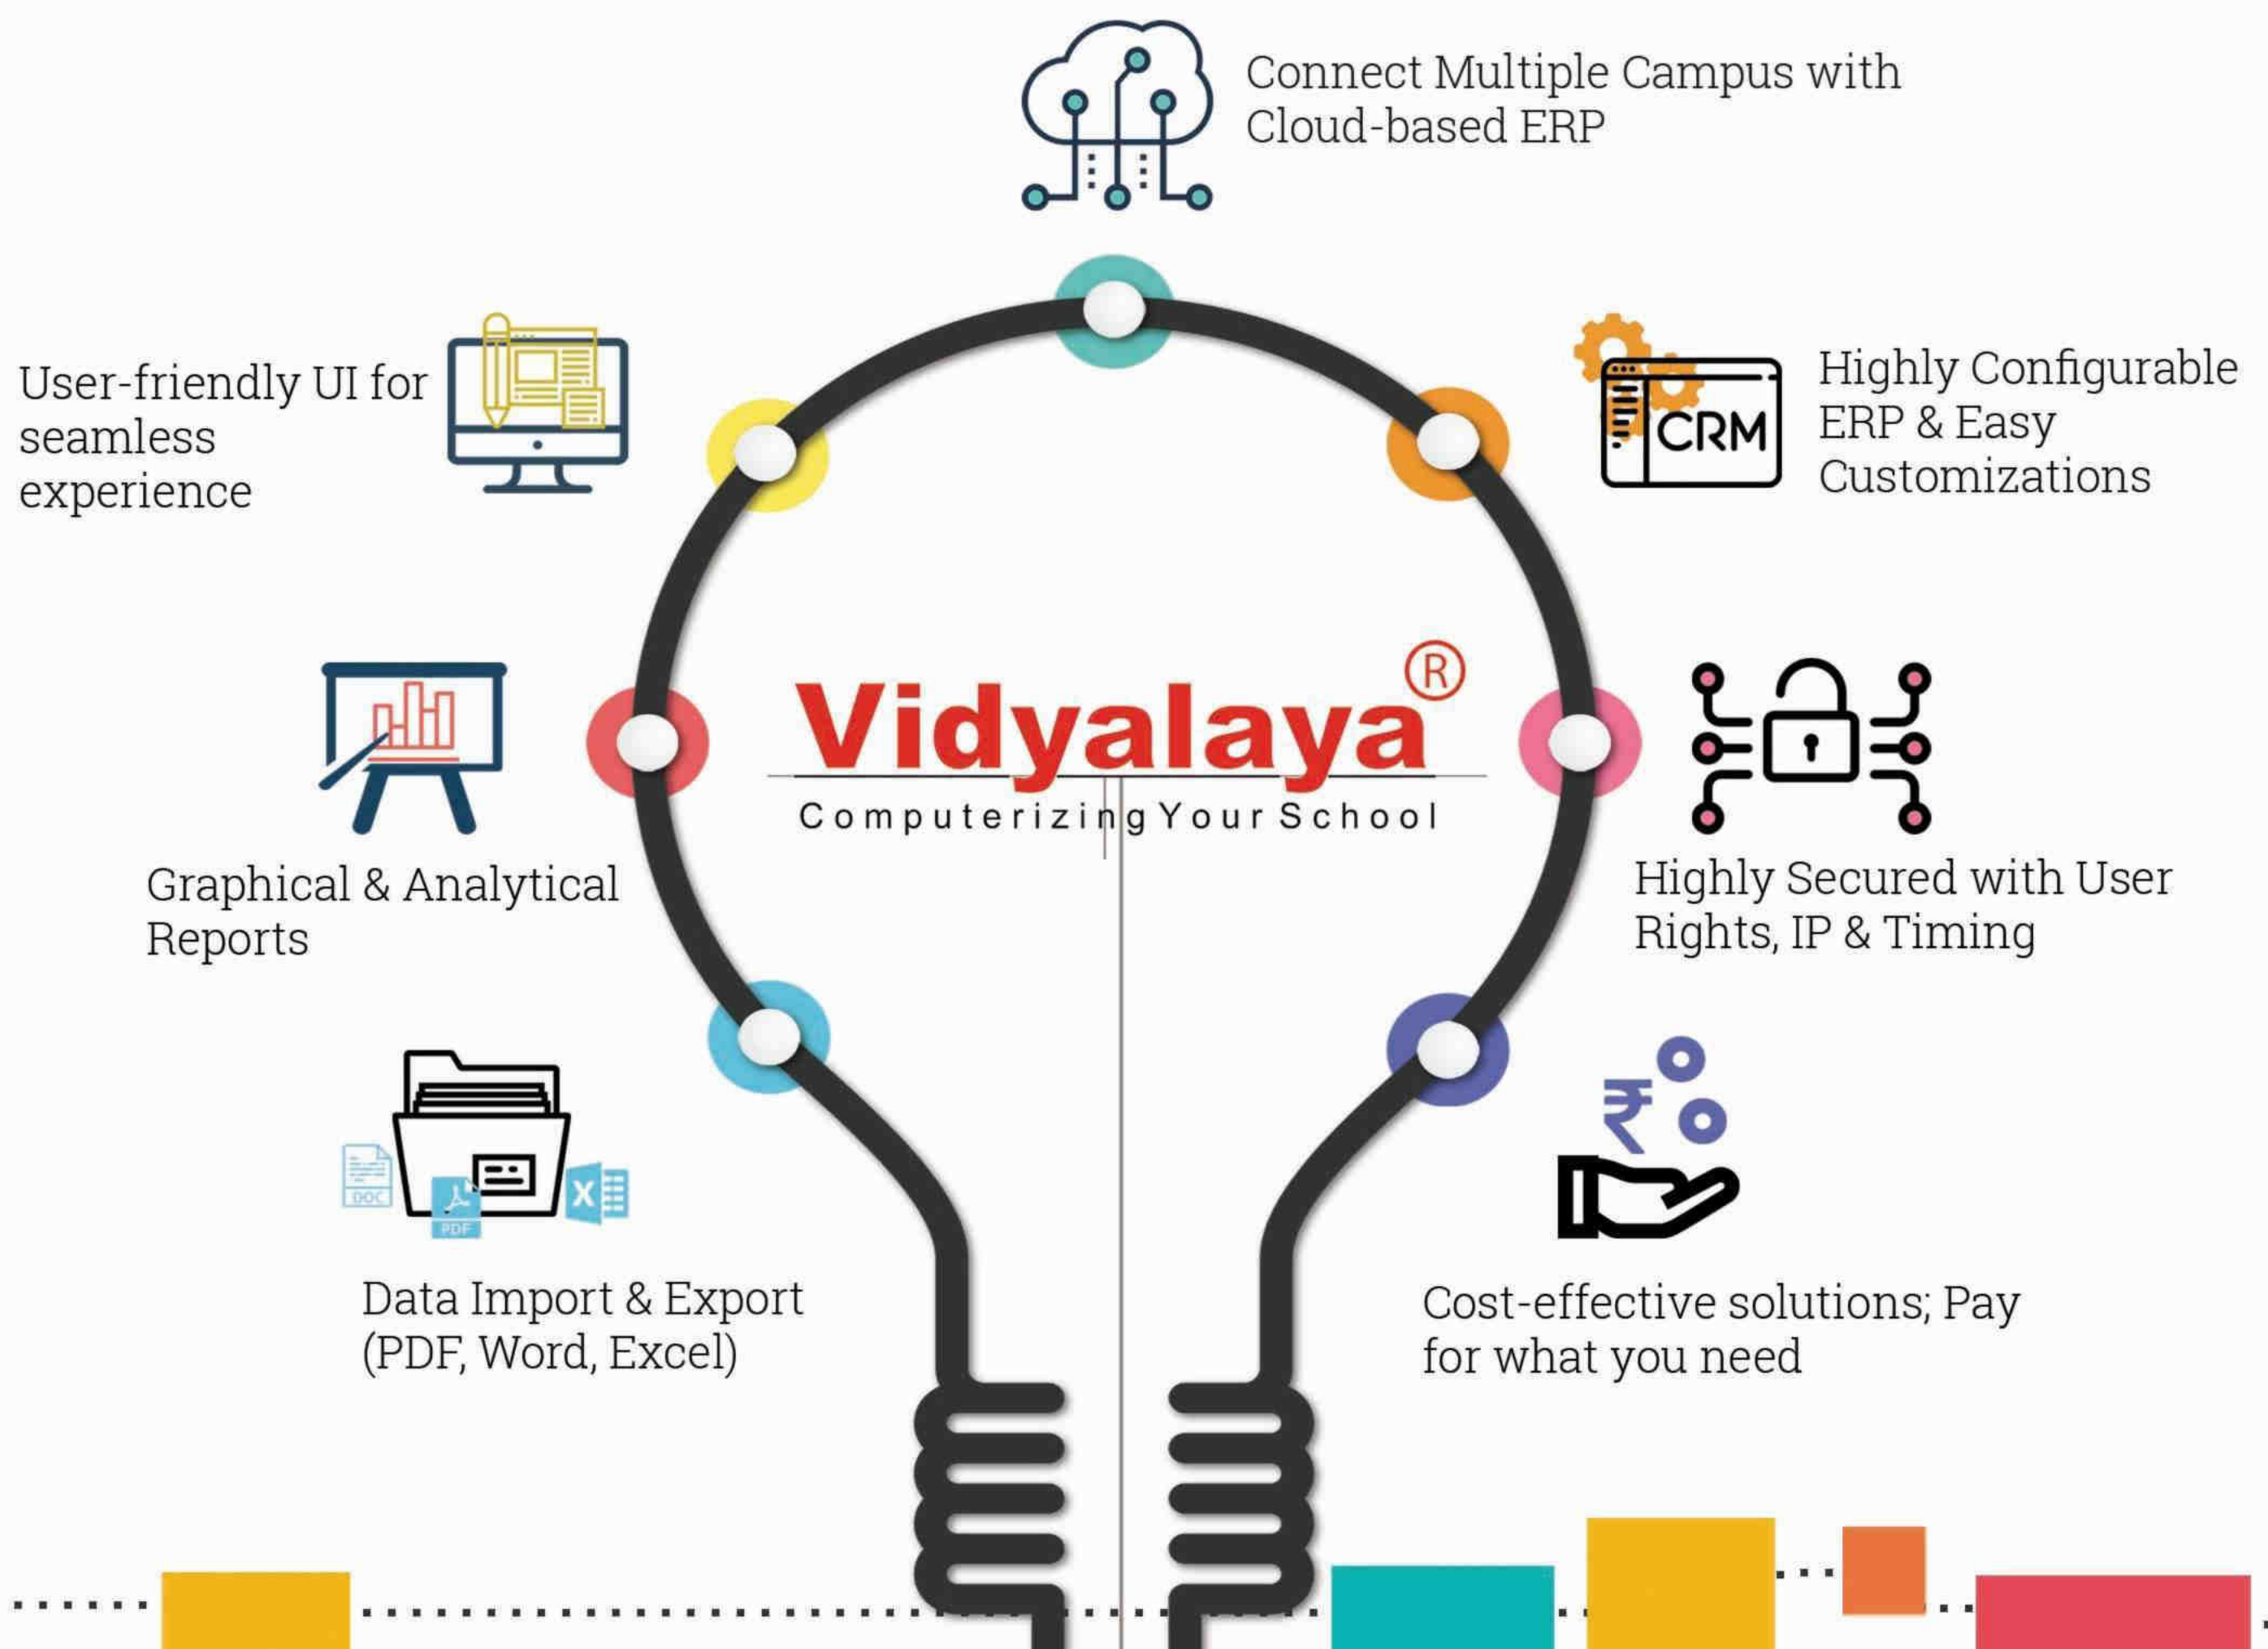 Connect Multiple Campus with
Cloud-based ERP
User-friendly UI for
seamless
experience
CRM
Highly Configurable
ERP & Easy
Customizations
Vidyalaya®
Computerizing Your School
Graphical & Analytical
Reports
Highly Secured with User
Rights, IP & Timing
₹
DOC
PDF
X
Data Import & Export
(PDF, Word, Excel)
Cost-effective solutions; Pay
for what you need